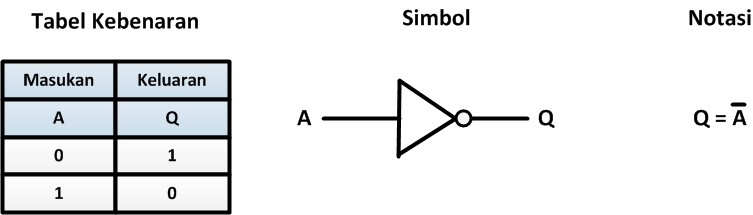 Tabel Kebenaran
Masukan Keluaran
A Q
0 1
1 0
Simbol
A Q
Notasi
Q = A̅